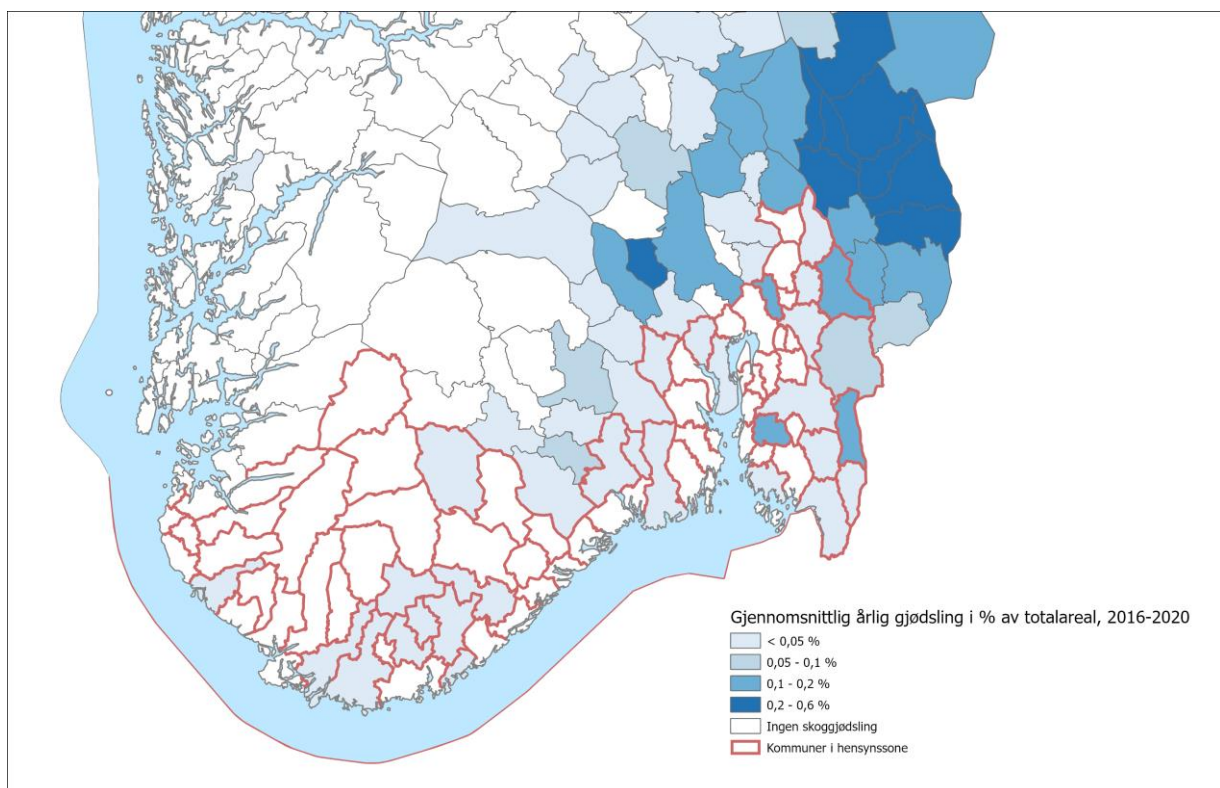 Gjennomsnittlig årlig gjødsling i % av totalareal, 2016-2020
< 0,05 %
0,05 - 0,1 %
0,1 - 0,2 %
0,2 - 0,6 %
Ingen skoggjødsling
Kommuner i hensynssone